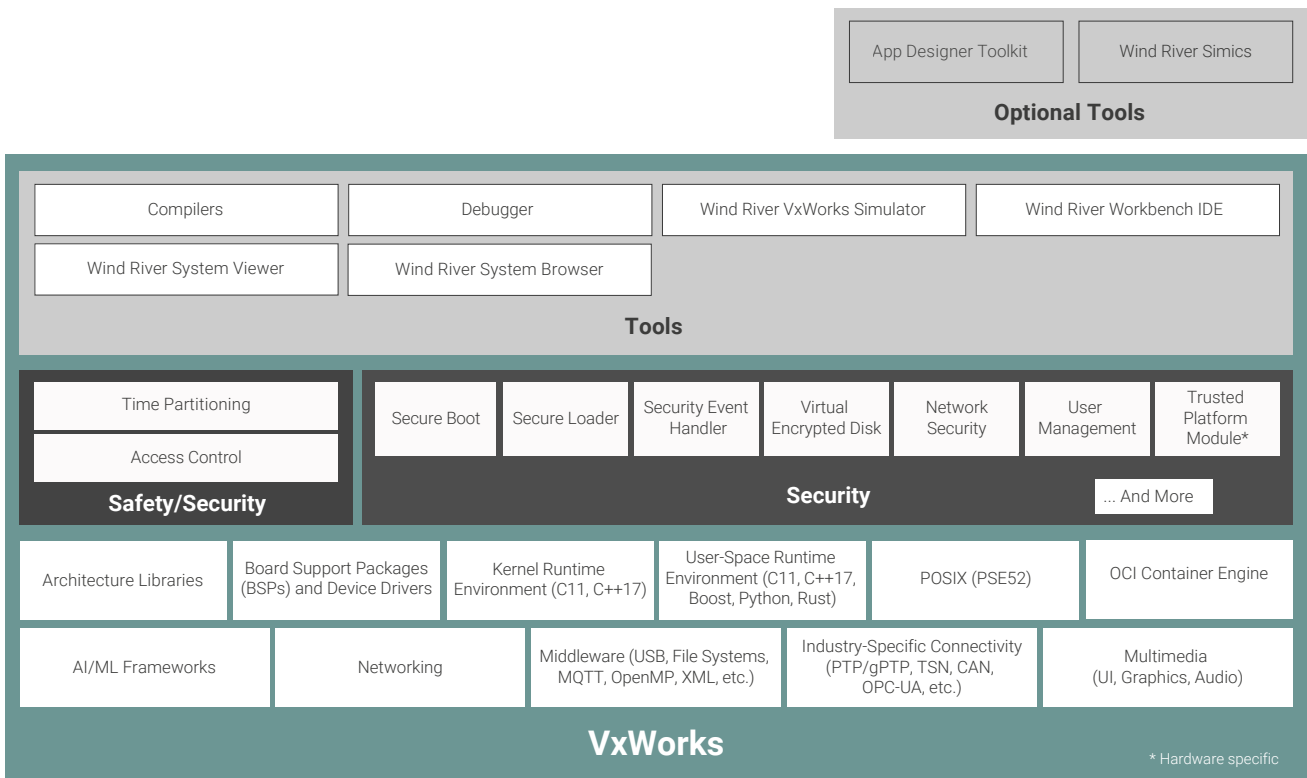 App Designer Toolkit
Wind River Simics
Optional Tools
Compilers
Debugger
Wind River VxWorks Simulator
Wind River Workbench IDE
Wind River System Viewer
Wind River System Browser
Tools
Time Partitioning
Access Control
Safety/Security
Secure Boot
Secure Loader
Security Event
Handler
Virtual
Encrypted Disk
Network
Security
User
Management
Trusted
Platform
Module*
Security
... And More
Architecture Libraries
Board Support Packages
(BSPs) and Device Drivers
Kernel Runtime
Environment (C11, C++17)
User-Space Runtime
Environment (C11, C++17,
Boost, Python, Rust)
POSIX (PSE52)
OCI Container Engine
AI/ML Frameworks
Networking
Middleware (USB, File Systems,
MQTT, OpenMP, XML, etc.)
Industry-Specific Connectivity
(PTP/gPTP, TSN, CAN,
OPC-UA, etc.)
Multimedia
(UI, Graphics, Audio)
VxWorks
* Hardware specific